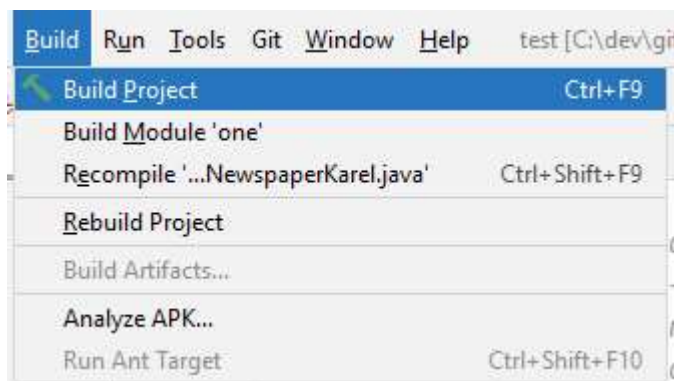 Build Run Tools Git Window Help test [C:\dev\gi
Build Project Ctrl+F9
Build Module 'one'
Recompile '...NewspaperKarel.java' Ctrl+Shift+F9
Rebuild Project
Build Artifacts...
Analyze APK...
Run Ant Target Ctrl+Shift+F10